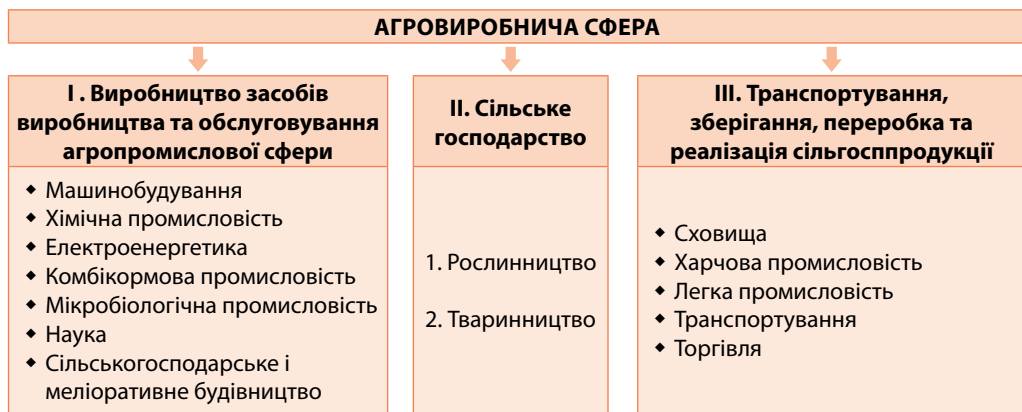 АГРОВИРОБНИЧА СФЕРА
І . Виробництво засобів
виробництва та обслуговування
агропромислової сфери
◆ Машинобудування
◆ Хімічна промисловість
◆ Електроенергетика
◆ Комбікормова промисловість
◆ Мікробіологічна промисловість
◆ Наука
◆ Сільськогосподарське і
меліоративне будівництво
ІІ. Сільське
господарство
1. Рослинництво
2. Тваринництво
ІІІ. Транспортування,
зберігання, переробка та
реалізація сільгосппродукції
◆ Сховища
◆ Харчова промисловість
◆ Легка промисловість
◆ Транспортування
◆ Торгівля